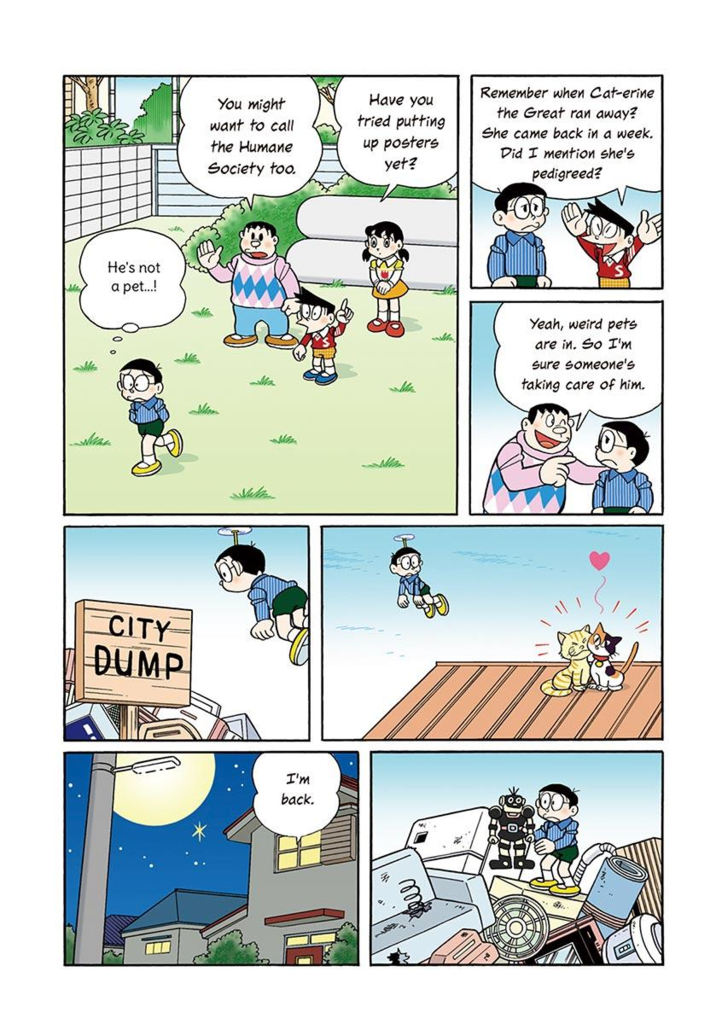 You might
want to call
the Humane
Society too.
Have you
tried putting
up posters
yet?
He's not
a pet...!
S
Remember when Cat-erine
the Great ran away?
She came back in a week.
Did I mention she's
pedigreed?
S
Yeah, weird pets
are in. So I'm
sure someone's
taking care of him.
CITY
DUMP
I'm
back.